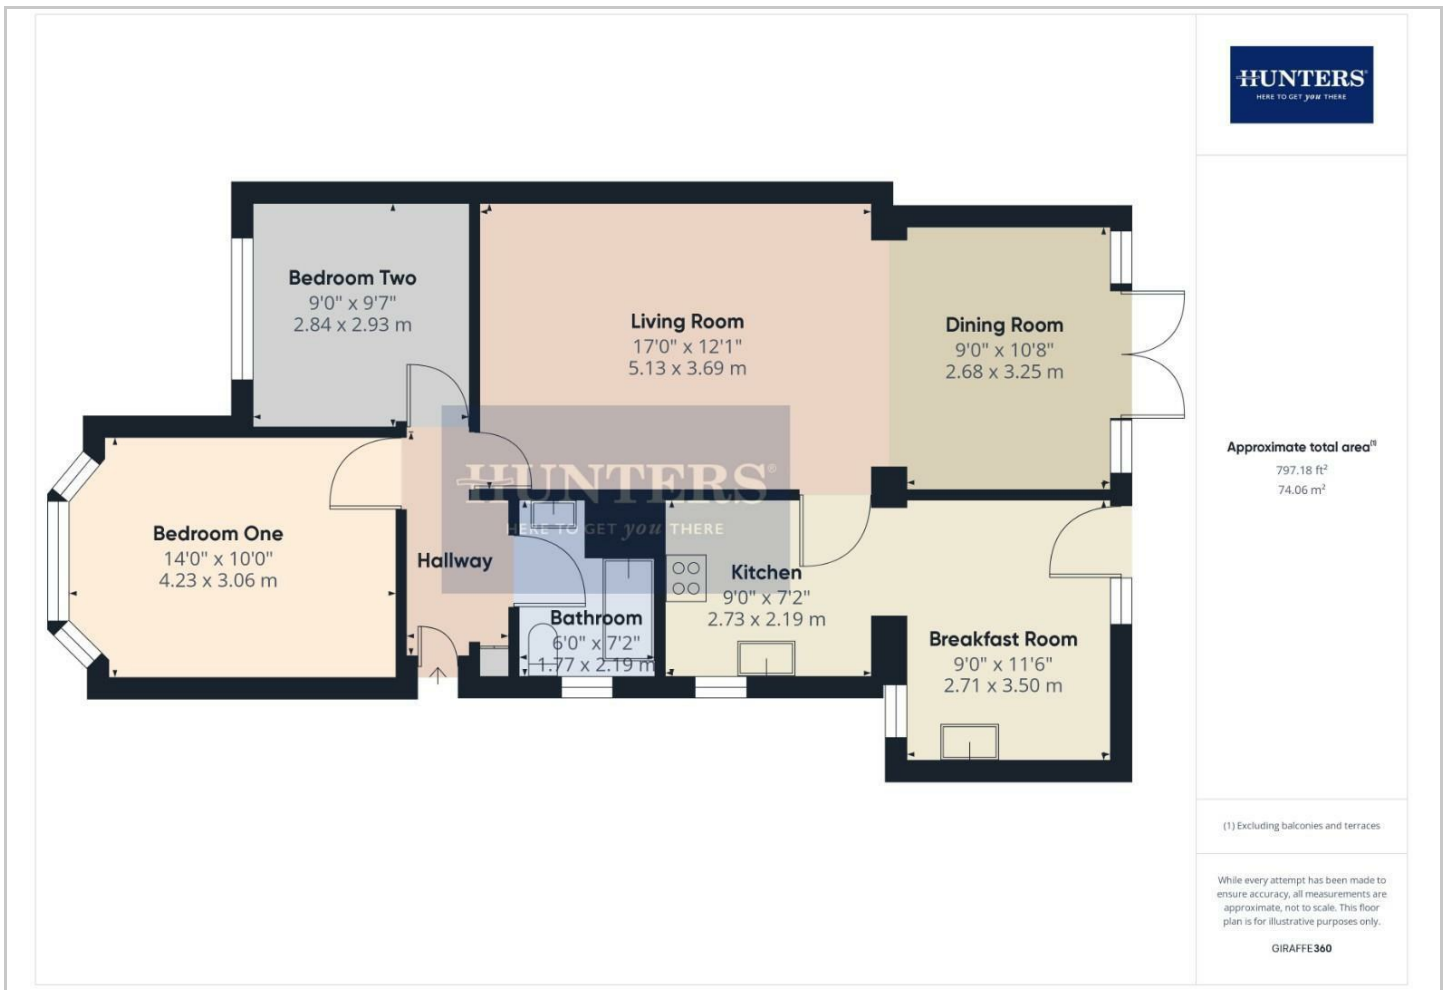 HUNTERS®
HERE TO GET you THERE
Bedroom Two
9'0" x 9'7"
2.84 x 2.93 m
Living Room
17'0" x 12'1"
5.13 x 3.69 m
Dining Room
9'0" x 10'8"
2.68 x 3.25 m
Approximate total area(1)
797.18 ft²
74.06 m²
HUNTERS®
HERE TO GET you THERE
Bedroom One
14'0" x 10'0"
4.23 x 3.06 m
Hallway
Kitchen
9'0" x 7'2"
2.73 x 2.19 m
Bathroom
6'0" x 7'2"
1.77 x 2.19 m
Breakfast Room
9'0" x 11'6"
2.71 x 3.50 m
(1) Excluding balconies and terraces
While every attempt has been made to
ensure accuracy, all measurements are
approximate, not to scale. This floor
plan is for illustrative purposes only.
GIRAFFE360